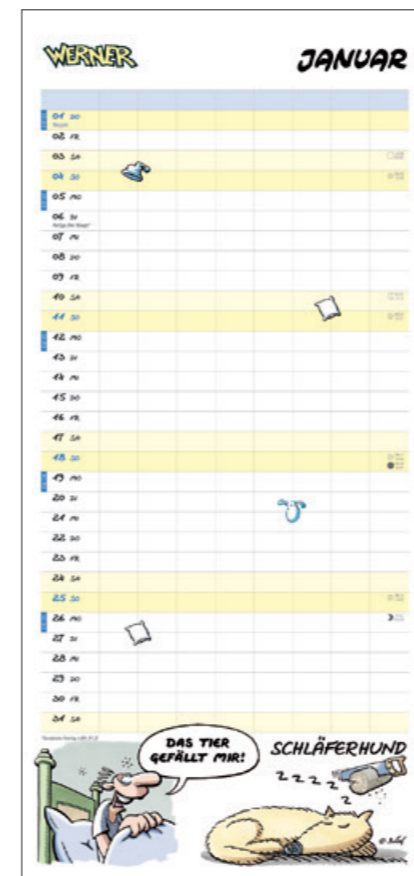 WERNER
JANUAR
01 DO
02 FR
03 SA
04 SO
05 MO
06 DI
07 MI
08 DO
09 FR
10 SA
11 SO
12 MO
13 DI
14 MI
15 DO
16 FR
17 SA
18 SO
19 MO
20 DI
21 MI
22 DO
23 FR
24 SA
25 SO
26 MO
27 DI
28 MI
29 DO
30 FR
31 SA
DAS TIER
GEFÄLLT MIR!
SCHLÄFERHUND
Z Z Z Z
Z